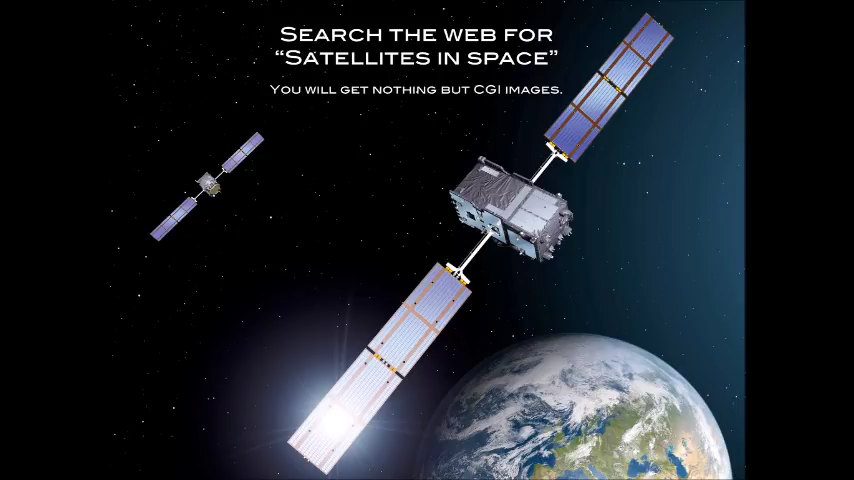 Search the web for
“Satellites in space”
You will get nothing but CGI images.